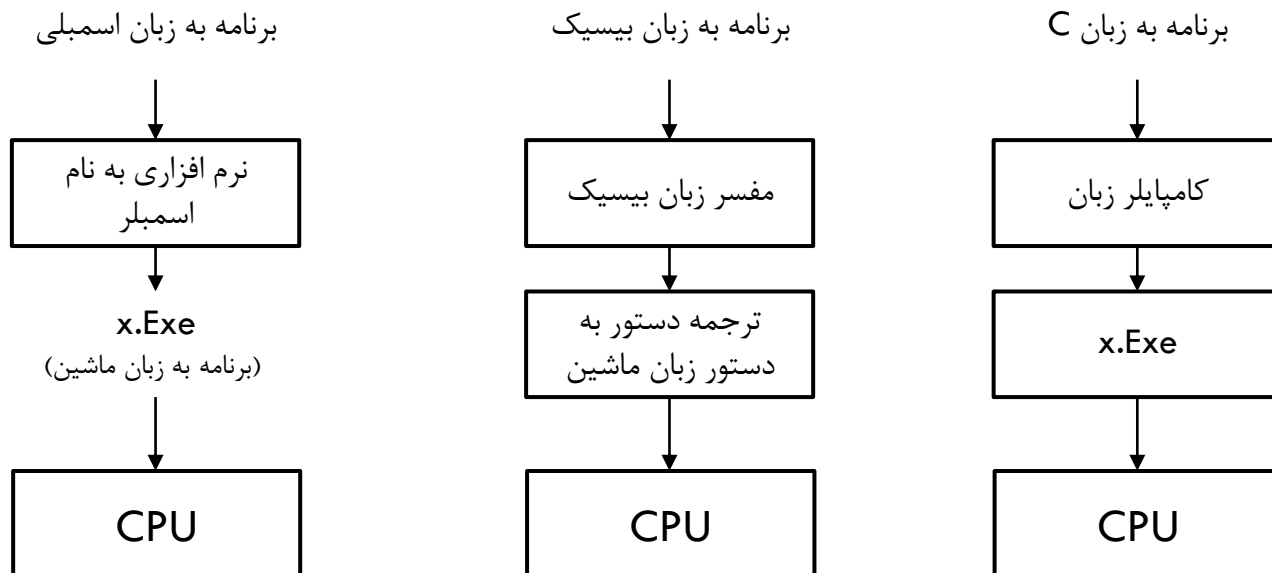 برنامه به زبان C
کامپایلر زبان
x.Exe
CPU
برنامه به زبان بیسیک
مفسر زبان بیسیک
ترجمه دستور به
دستور زبان ماشین
CPU
برنامه به زبان اسمبلی
نرم افزاری به نام
اسمبلر
x.Exe
(برنامه به زبان ماشین)
CPU